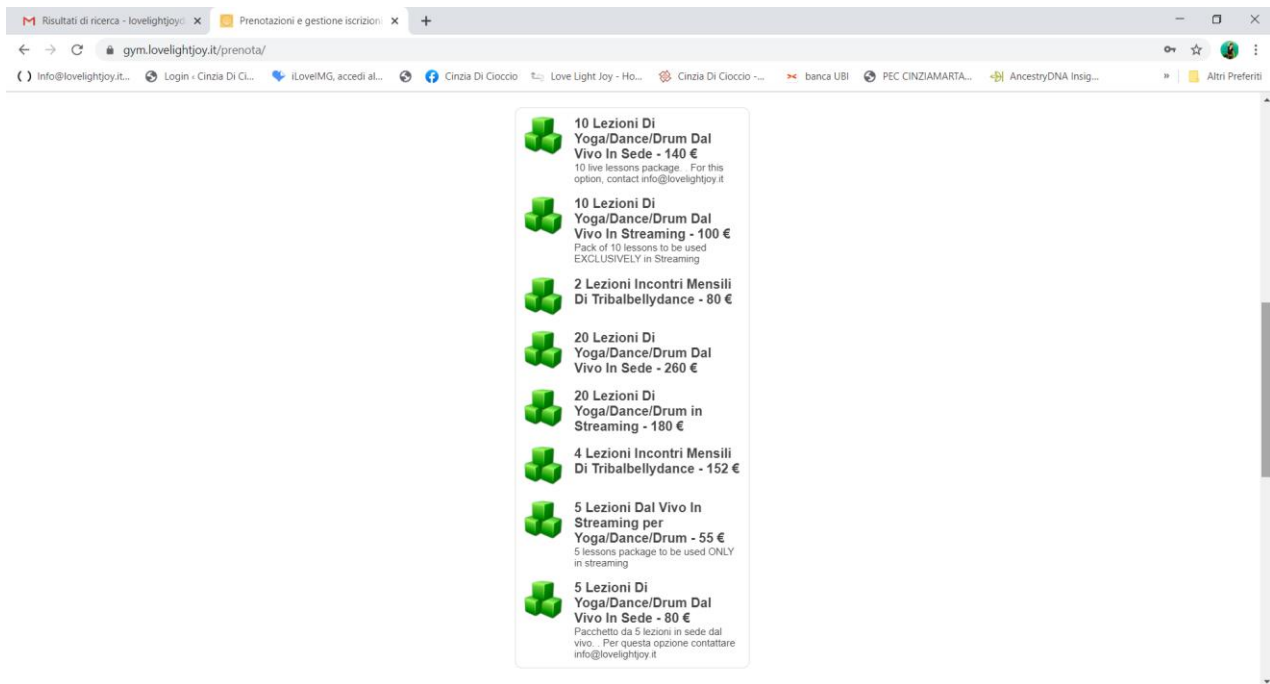 Risultati di ricerca - lovelightjoy
Prenotazioni e gestione iscrizion
gym.lovelightjoy.it/prenota/
Info@lovelightjoy.it...
Login ‹ Cinzia Di Ci...
iLoveIMG, accedi al...
Cinzia Di Cioccio
Love Light Joy - Ho...
Cinzia Di Cioccio -...
banca UBI
PEC CINZIAMARTA...
AncestryDNA Insig...
»
Altri Preferiti
10 Lezioni Di
Yoga/Dance/Drum Dal
Vivo In Sede - 140 €
10 live lessons package. . For this
option, contact info@lovelightjoy.it
10 Lezioni Di
Yoga/Dance/Drum Dal
Vivo In Streaming - 100 €
Pack of 10 lessons to be used
EXCLUSIVELY in Streaming
2 Lezioni Incontri Mensili
Di Tribalbellydance - 80 €
20 Lezioni Di
Yoga/Dance/Drum Dal
Vivo In Sede - 260 €
20 Lezioni Di
Yoga/Dance/Drum in
Streaming - 180 €
4 Lezioni Incontri Mensili
Di Tribalbellydance - 152 €
5 Lezioni Dal Vivo In
Streaming per
Yoga/Dance/Drum - 55 €
5 lessons package to be used ONLY
in streaming
5 Lezioni Di
Yoga/Dance/Drum Dal
Vivo In Sede - 80 €
Pacchetto da 5 lezioni in sede dal
vivo. . Per questa opzione contattare
info@lovelightjoy.it